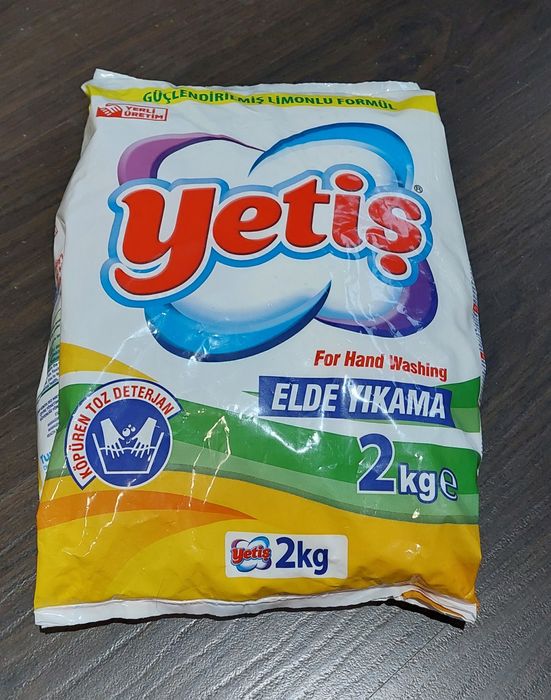 GÜÇLENDİRİLMİŞ LİMONLU FORMÜL
YERLİ
ÜRETİM
yetiş®
For Hand Washing
ELDE YIKAMA
KÖPÜREN TOZ DETERJAN
2kg e
yetiş 2kg